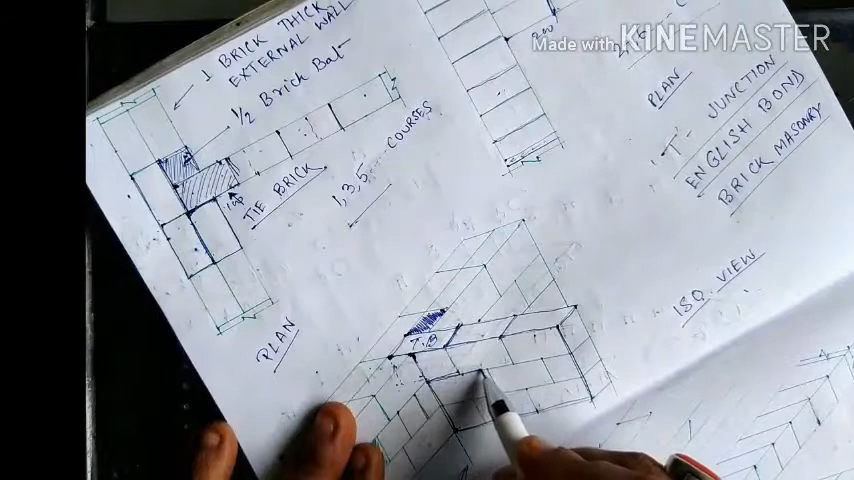 1 BRICK THICK
EXTERNAL WALL
1/2 Brick Bat
TIE BRICK
1,3,5.... COURSES
PLAN
PLAN
'T'- JUNCTION
ENGLISH BOND
BRICK MASONRY
ISO. VIEW
T.B
Made with KINEMASTER